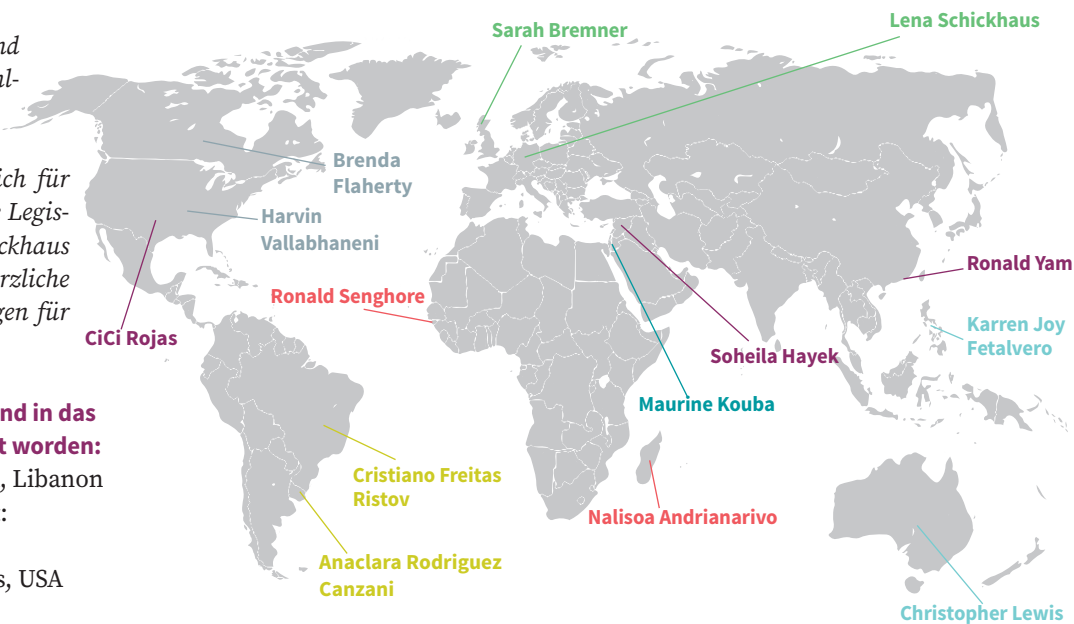 nd
hl-
ich für
r Legis-
ckhaus
rzliche
gen für
nd in das
t worden:
, Libanon
:
s, USA
Sarah Bremner
Lena Schickhaus
Brenda
Flaherty
Harvin
Vallabhaneni
Ronald Senghore
CiCi Rojas
Ronald Yam
Karren Joy
Fetalvero
Soheila Hayek
Maurine Kouba
Cristiano Freitas
Ristov
Nalisoa Andrianarivo
Anaclara Rodriguez
Canzani
Christopher Lewis